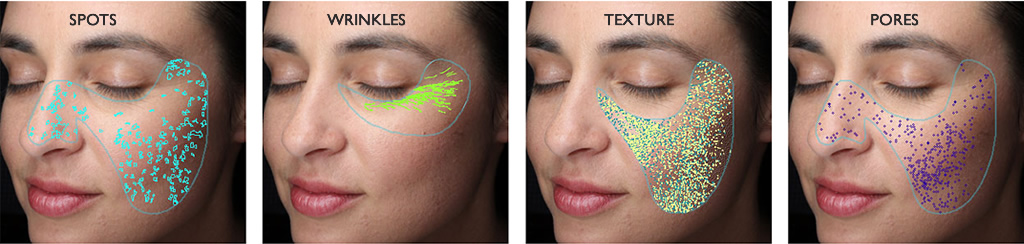 SPOTS
WRINKLES
TEXTURE
PORES